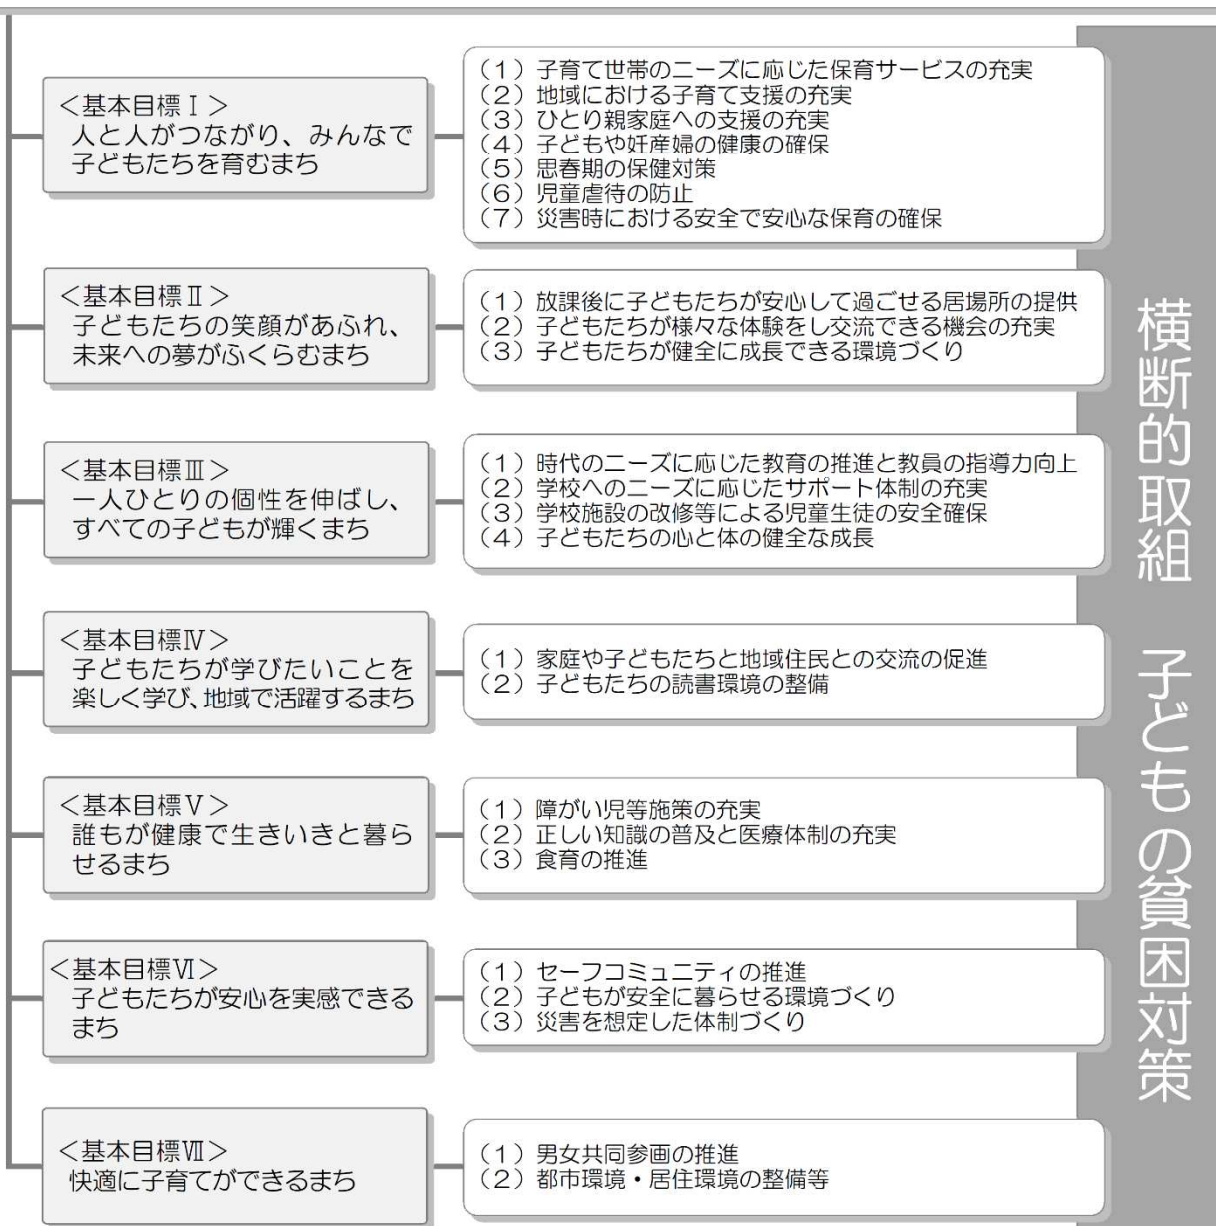 ＜基本目標Ⅰ＞
人と人がつながり、みんなで
子どもたちを育むまち
（１）子育て世帯のニーズに応じた保育サービスの充実
（２）地域における子育て支援の充実
（３）ひとり親家庭への支援の充実
（４）子どもや妊産婦の健康の確保
（５）思春期の保健対策
（６）児童虐待の防止
（７）災害時における安全で安心な保育の確保
＜基本目標Ⅱ＞
子どもたちの笑顔があふれ、
未来への夢がふくらむまち
（１）放課後に子どもたちが安心して過ごせる居場所の提供
（２）子どもたちが様々な体験をし交流できる機会の充実
（３）子どもたちが健全に成長できる環境づくり
＜基本目標Ⅲ＞
一人ひとりの個性を伸ばし、
すべての子どもが輝くまち
（１）時代のニーズに応じた教育の推進と教員の指導力向上
（２）学校へのニーズに応じたサポート体制の充実
（３）学校施設の改修等による児童生徒の安全確保
（４）子どもたちの心と体の健全な成長
＜基本目標Ⅳ＞
子どもたちが学びたいことを
楽しく学び、地域で活躍するまち
（１）家庭や子どもたちと地域住民との交流の促進
（２）子どもたちの読書環境の整備
＜基本目標Ⅴ＞
誰もが健康で生きいきと暮ら
せるまち
（１）障がい児等施策の充実
（２）正しい知識の普及と医療体制の充実
（３）食育の推進
＜基本目標Ⅵ＞
子どもたちが安心を実感できる
まち
（１）セーフコミュニティの推進
（２）子どもが安全に暮らせる環境づくり
（３）災害を想定した体制づくり
＜基本目標Ⅶ＞
快適に子育てができるまち
（１）男女共同参画の推進
（２）都市環境・居住環境の整備等
横断的取組　子どもの貧困対策